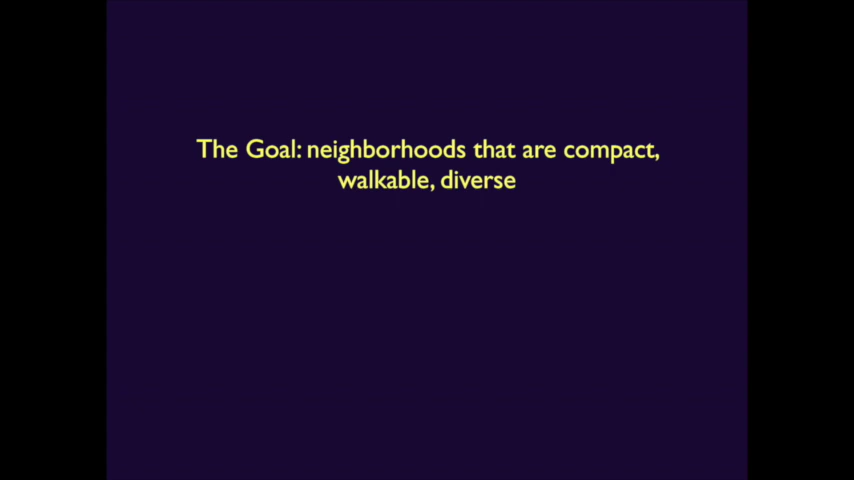 The Goal: neighborhoods that are compact,
walkable, diverse